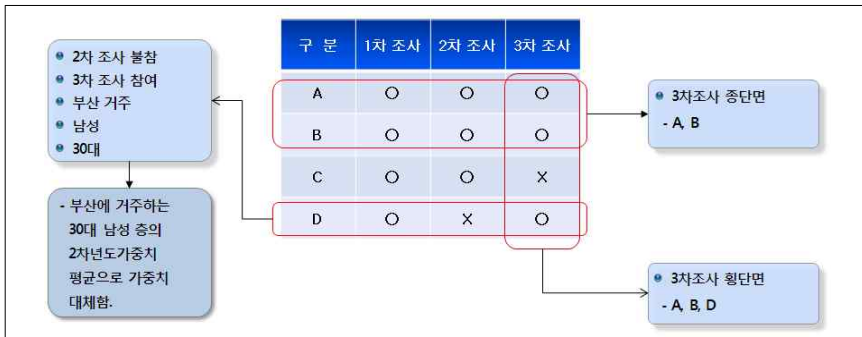 구 분 1차 조사 2차 조사 3차 조사
A O O O
B O O O
C O O X
D O X O
2차 조사 불참
3차 조사 참여
부산 거주
남성
30대
- 부산에 거주하는
30대 남성 층의
2차년도가중치
평균으로 가중치
대체함.
3차조사 종단면
- A, B
3차조사 횡단면
- A, B, D